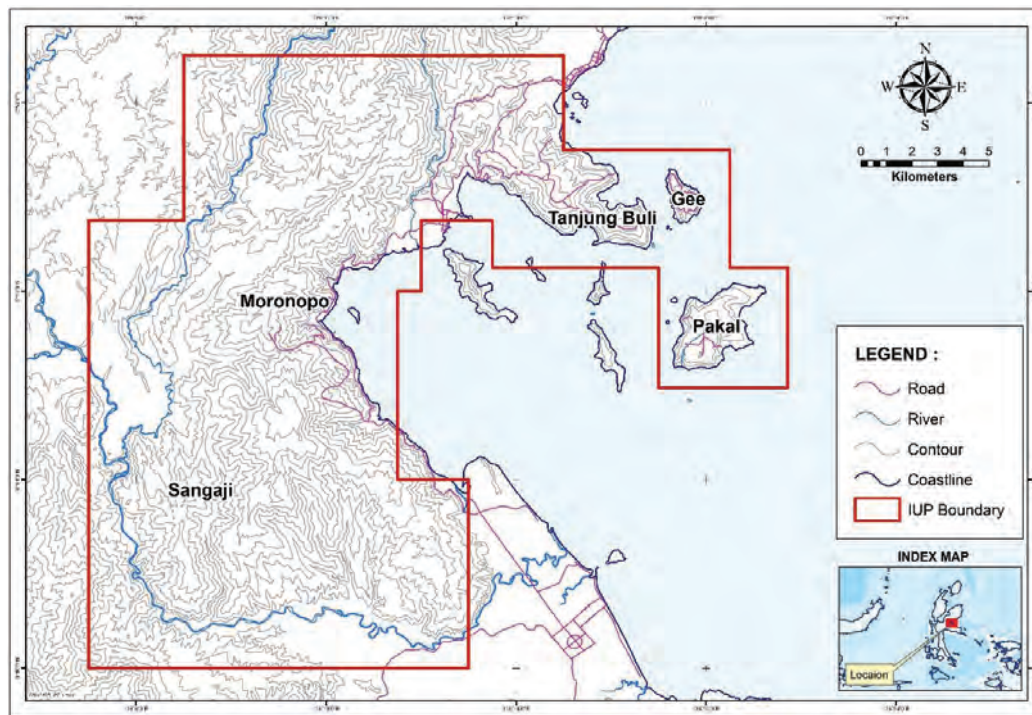 N
W E
S
0 1 2 3 4 5
Kilometers
Gee
Tanjung Buli
Moronopo
Pakal
Sangaji
LEGEND :
Road
River
Contour
Coastline
IUP Boundary
INDEX MAP
Locaion